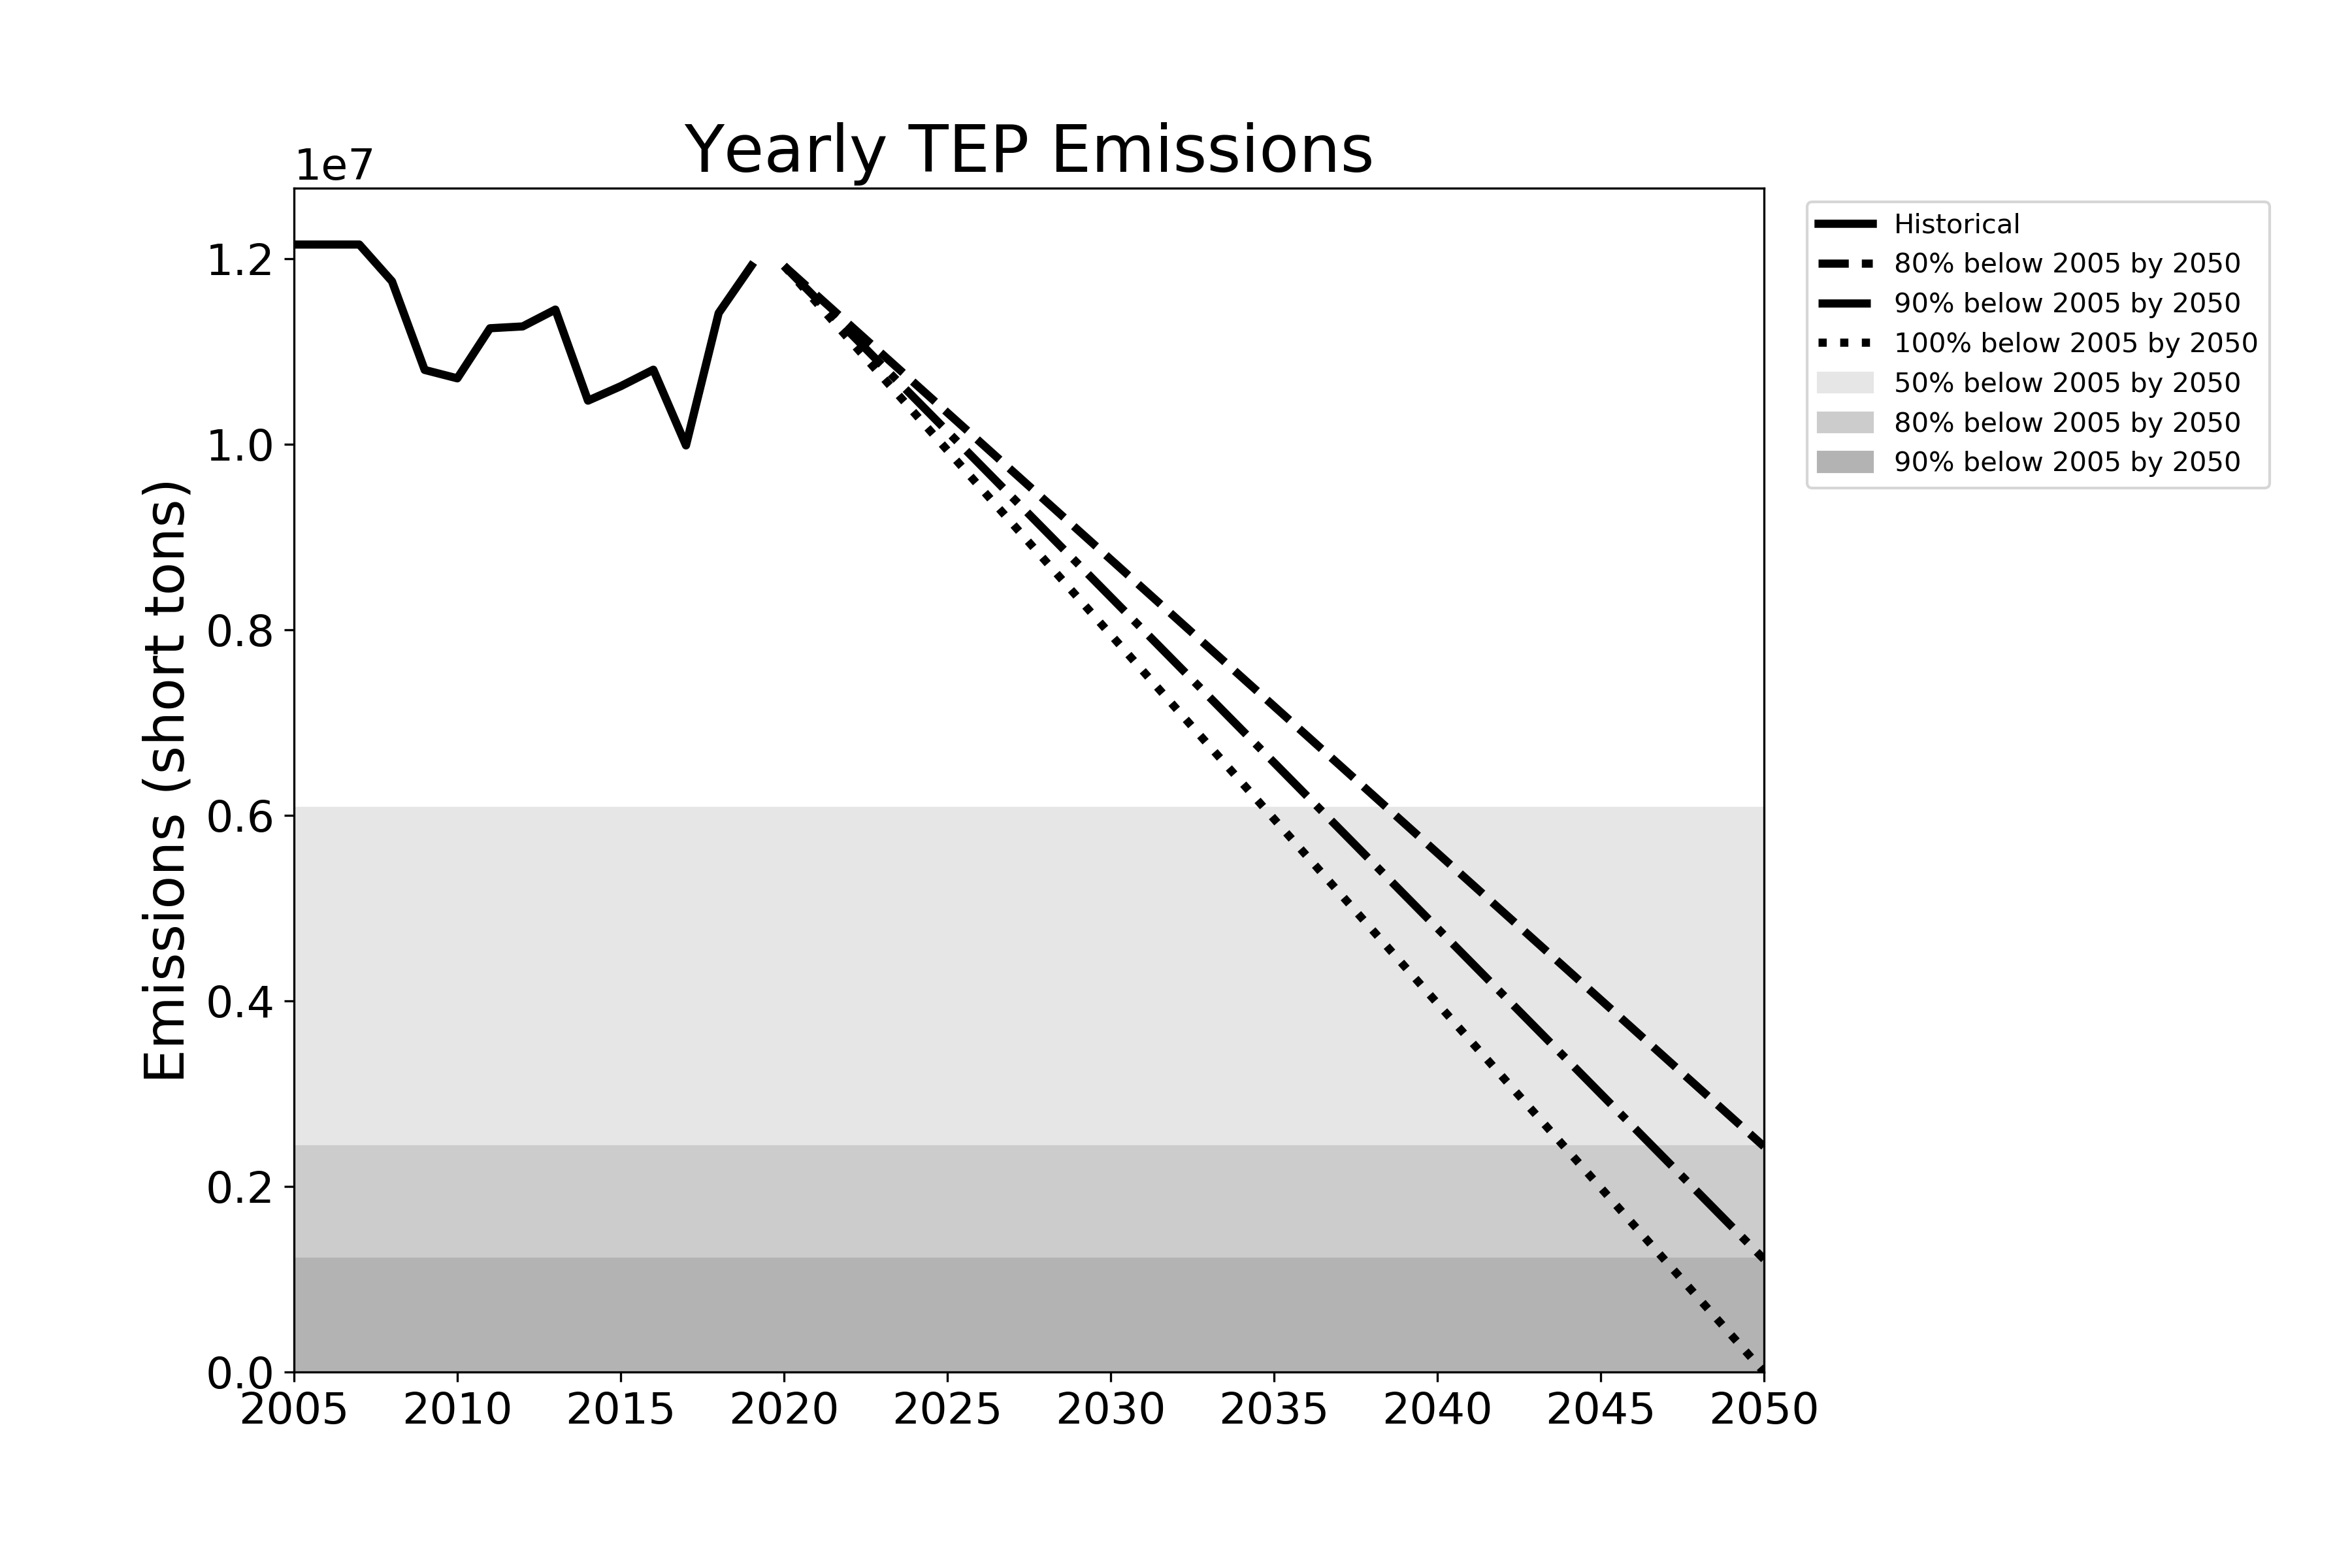 Yearly TEP Emissions
1e7
Historical
80% below 2005 by 2050
90% below 2005 by 2050
100% below 2005 by 2050
50% below 2005 by 2050
80% below 2005 by 2050
90% below 2005 by 2050
Emissions (short tons)
1.2
1.0
0.8
0.6
0.4
0.2
0.0
2005 2010 2015 2020 2025 2030 2035 2040 2045 2050